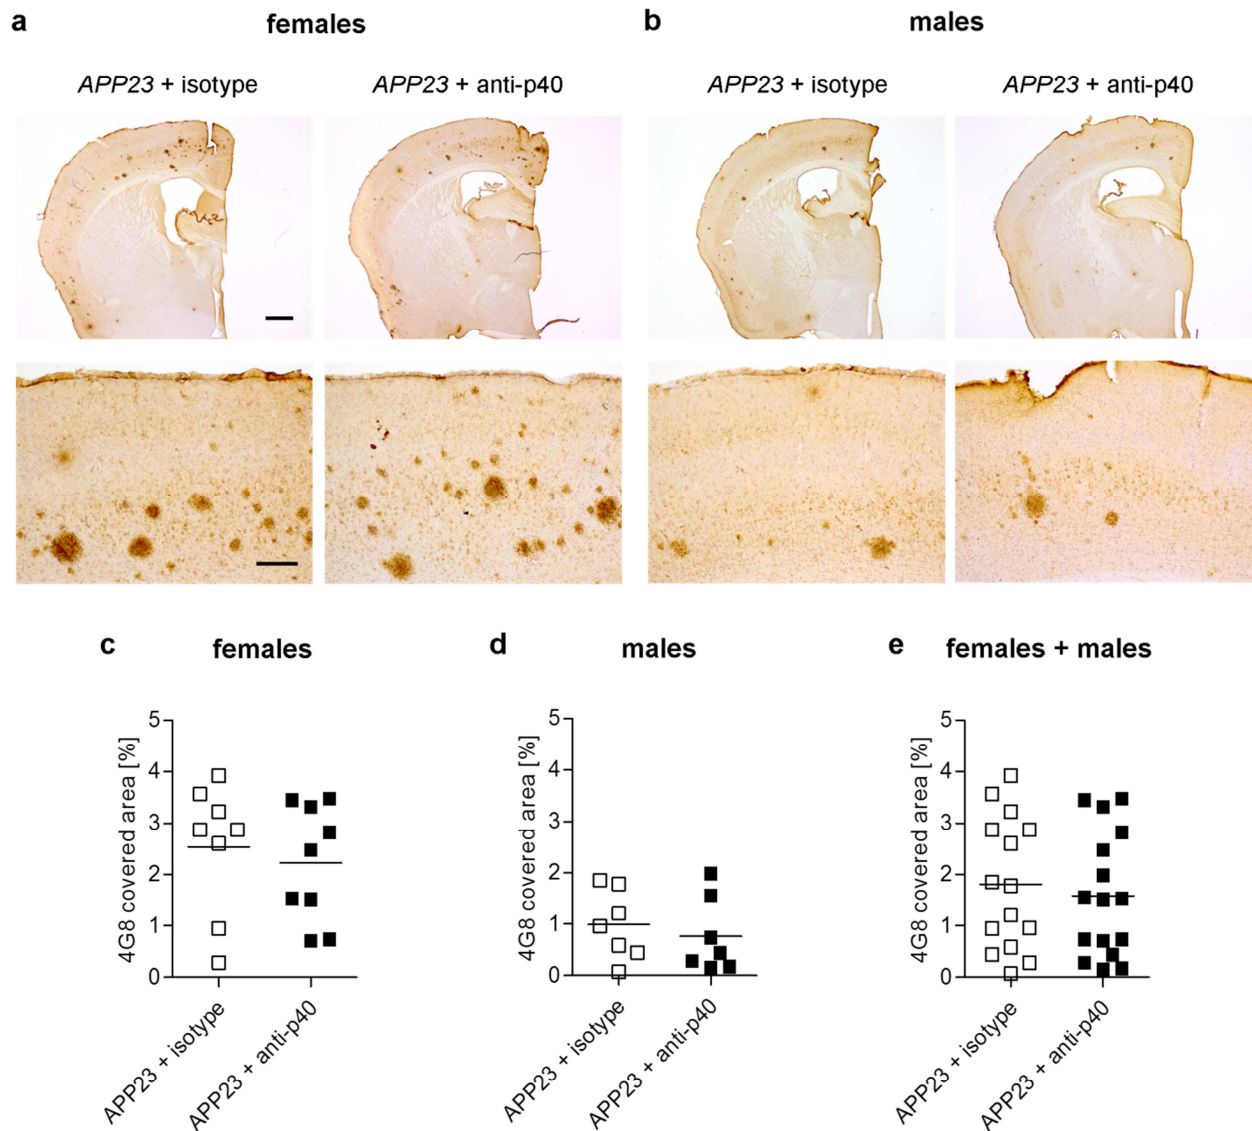 a
females
b
males
APP23 + isotype
APP23 + anti-p40
APP23 + isotype
APP23 + anti-p40
c
females
d
males
e
females + males
4G8 covered area [%]
5
4
3
2
1
0
APP23 + isotype
APP23 + anti-p40
4G8 covered area [%]
5
4
3
2
1
0
APP23 + isotype
APP23 + anti-p40
4G8 covered area [%]
5
4
3
2
1
0
APP23 + isotype
APP23 + anti-p40